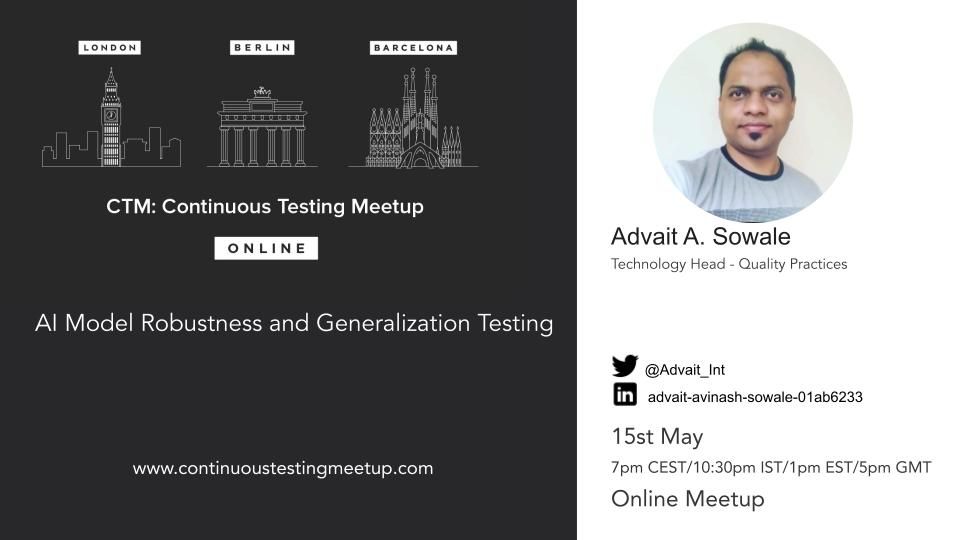 LONDON
BERLIN
BARCELONA
CTM: Continuous Testing Meetup
ONLINE
AI Model Robustness and Generalization Testing
www.continuoustestingmeetup.com
Advait A. Sowale
Technology Head - Quality Practices
@Advait_Int
in advait-avinash-sowale-01ab6233
15st May
7pm CEST/10:30pm IST/1pm EST/5pm GMT
Online Meetup